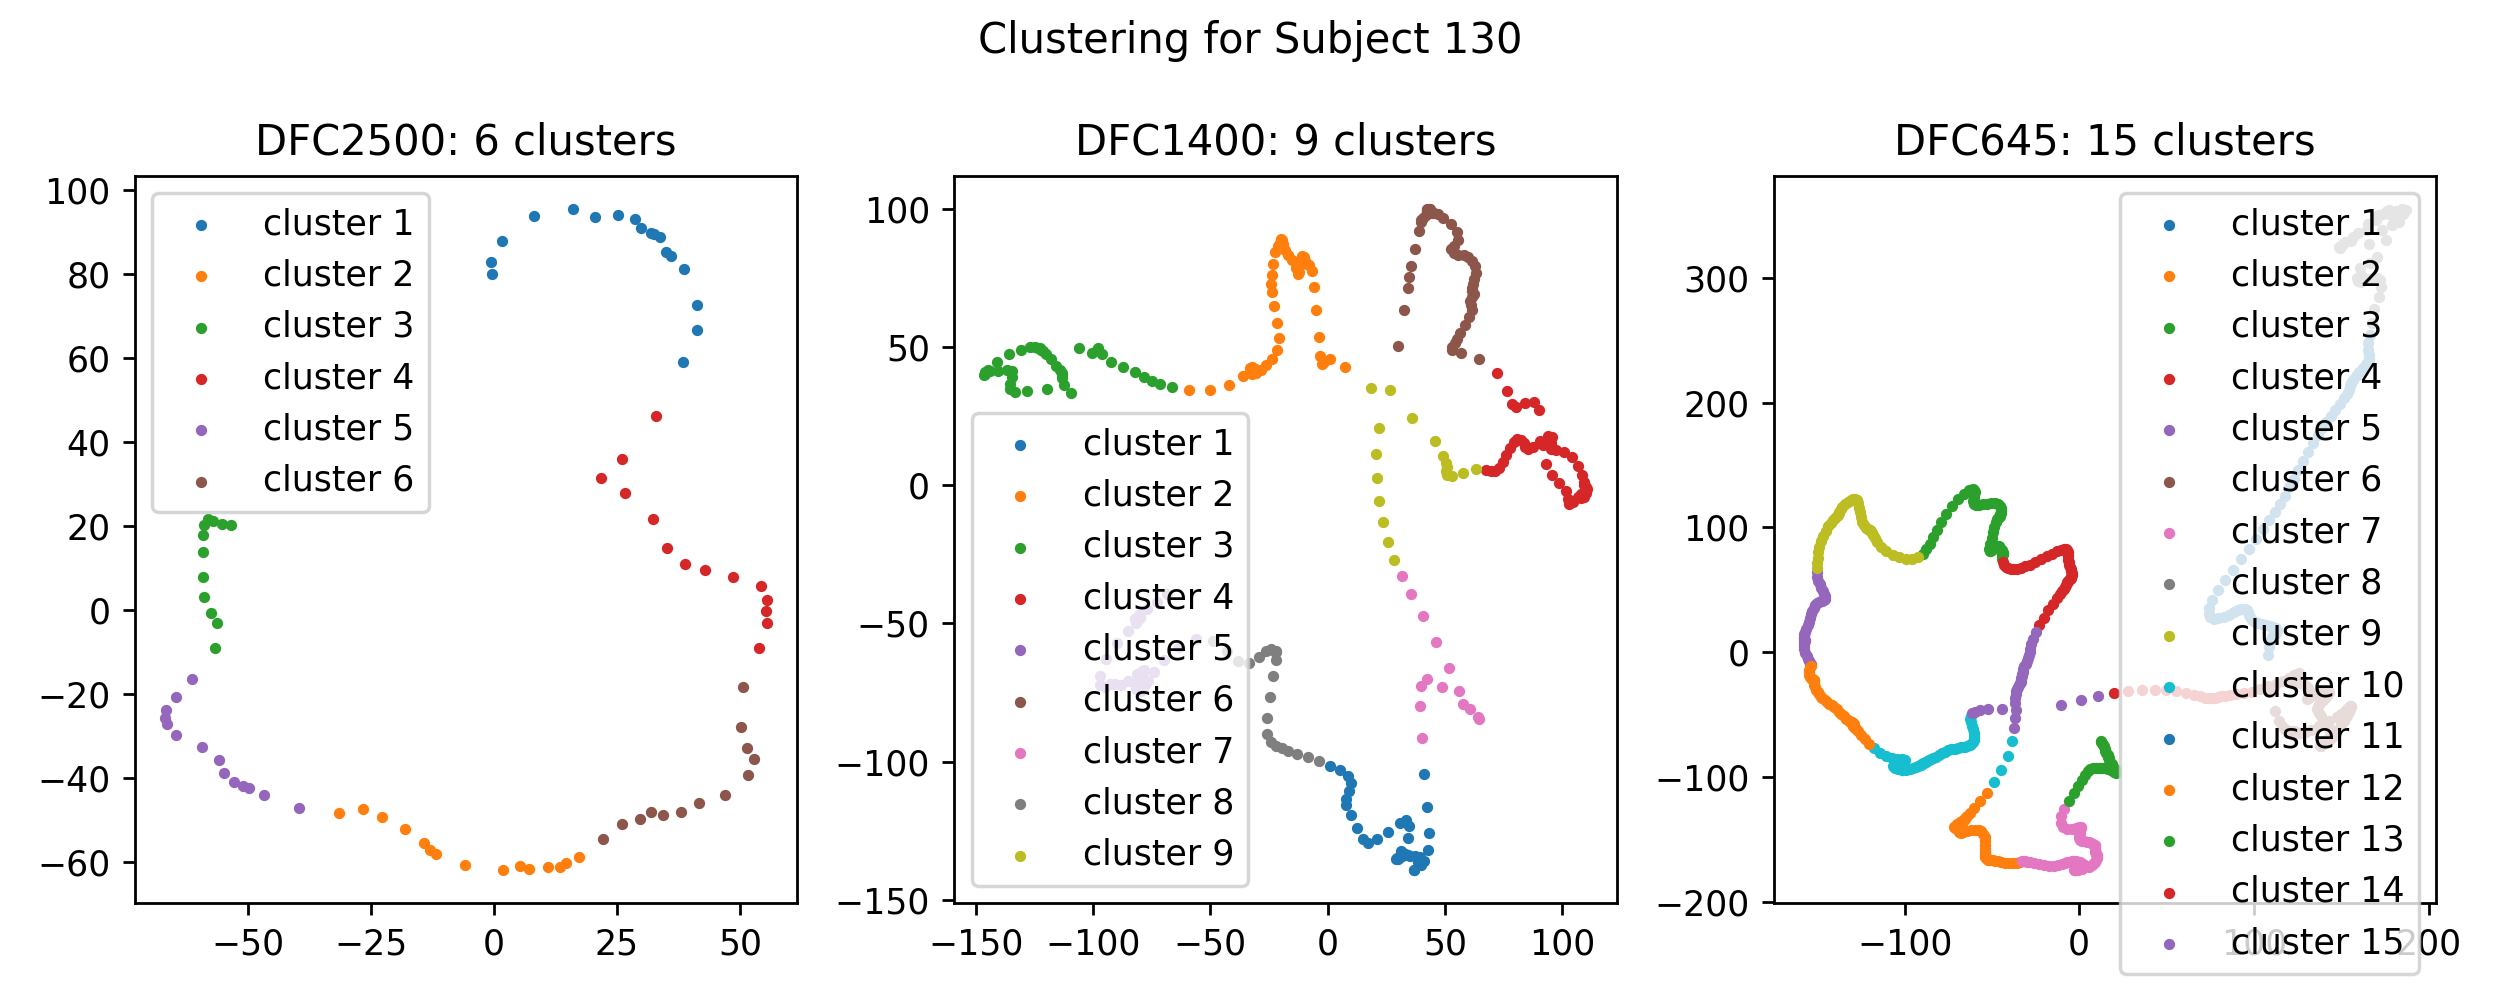 Clustering for Subject 130
DFC2500: 6 clusters
100
80
60
40
20
0
−20
−40
−60
−50
−25
0
25
50
cluster 1
cluster 2
cluster 3
cluster 4
cluster 5
cluster 6
DFC1400: 9 clusters
100
50
0
−50
−100
−150
−150
−100
−50
0
50
100
cluster 1
cluster 2
cluster 3
cluster 4
cluster 5
cluster 6
cluster 7
cluster 8
cluster 9
DFC645: 15 clusters
300
200
100
0
−100
−200
−100
0
100
200
cluster 1
cluster 2
cluster 3
cluster 4
cluster 5
cluster 6
cluster 7
cluster 8
cluster 9
cluster 10
cluster 11
cluster 12
cluster 13
cluster 14
cluster 15